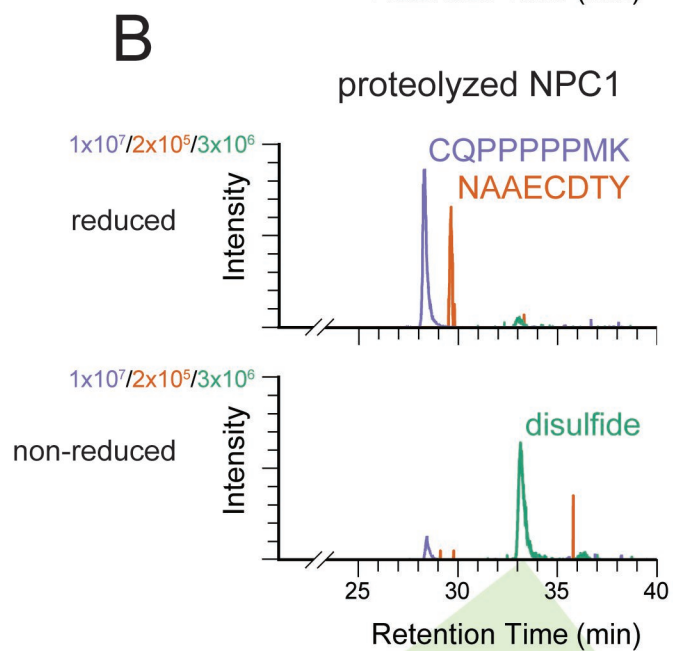 B
proteolyzed NPC1
1x10⁷/2x10⁵/3x10⁶
CQPPPPPMK
NAAECDTY
reduced
Intensity
1x10⁷/2x10⁵/3x10⁶
disulfide
non-reduced
Intensity
25 30 35 40
Retention Time (min)